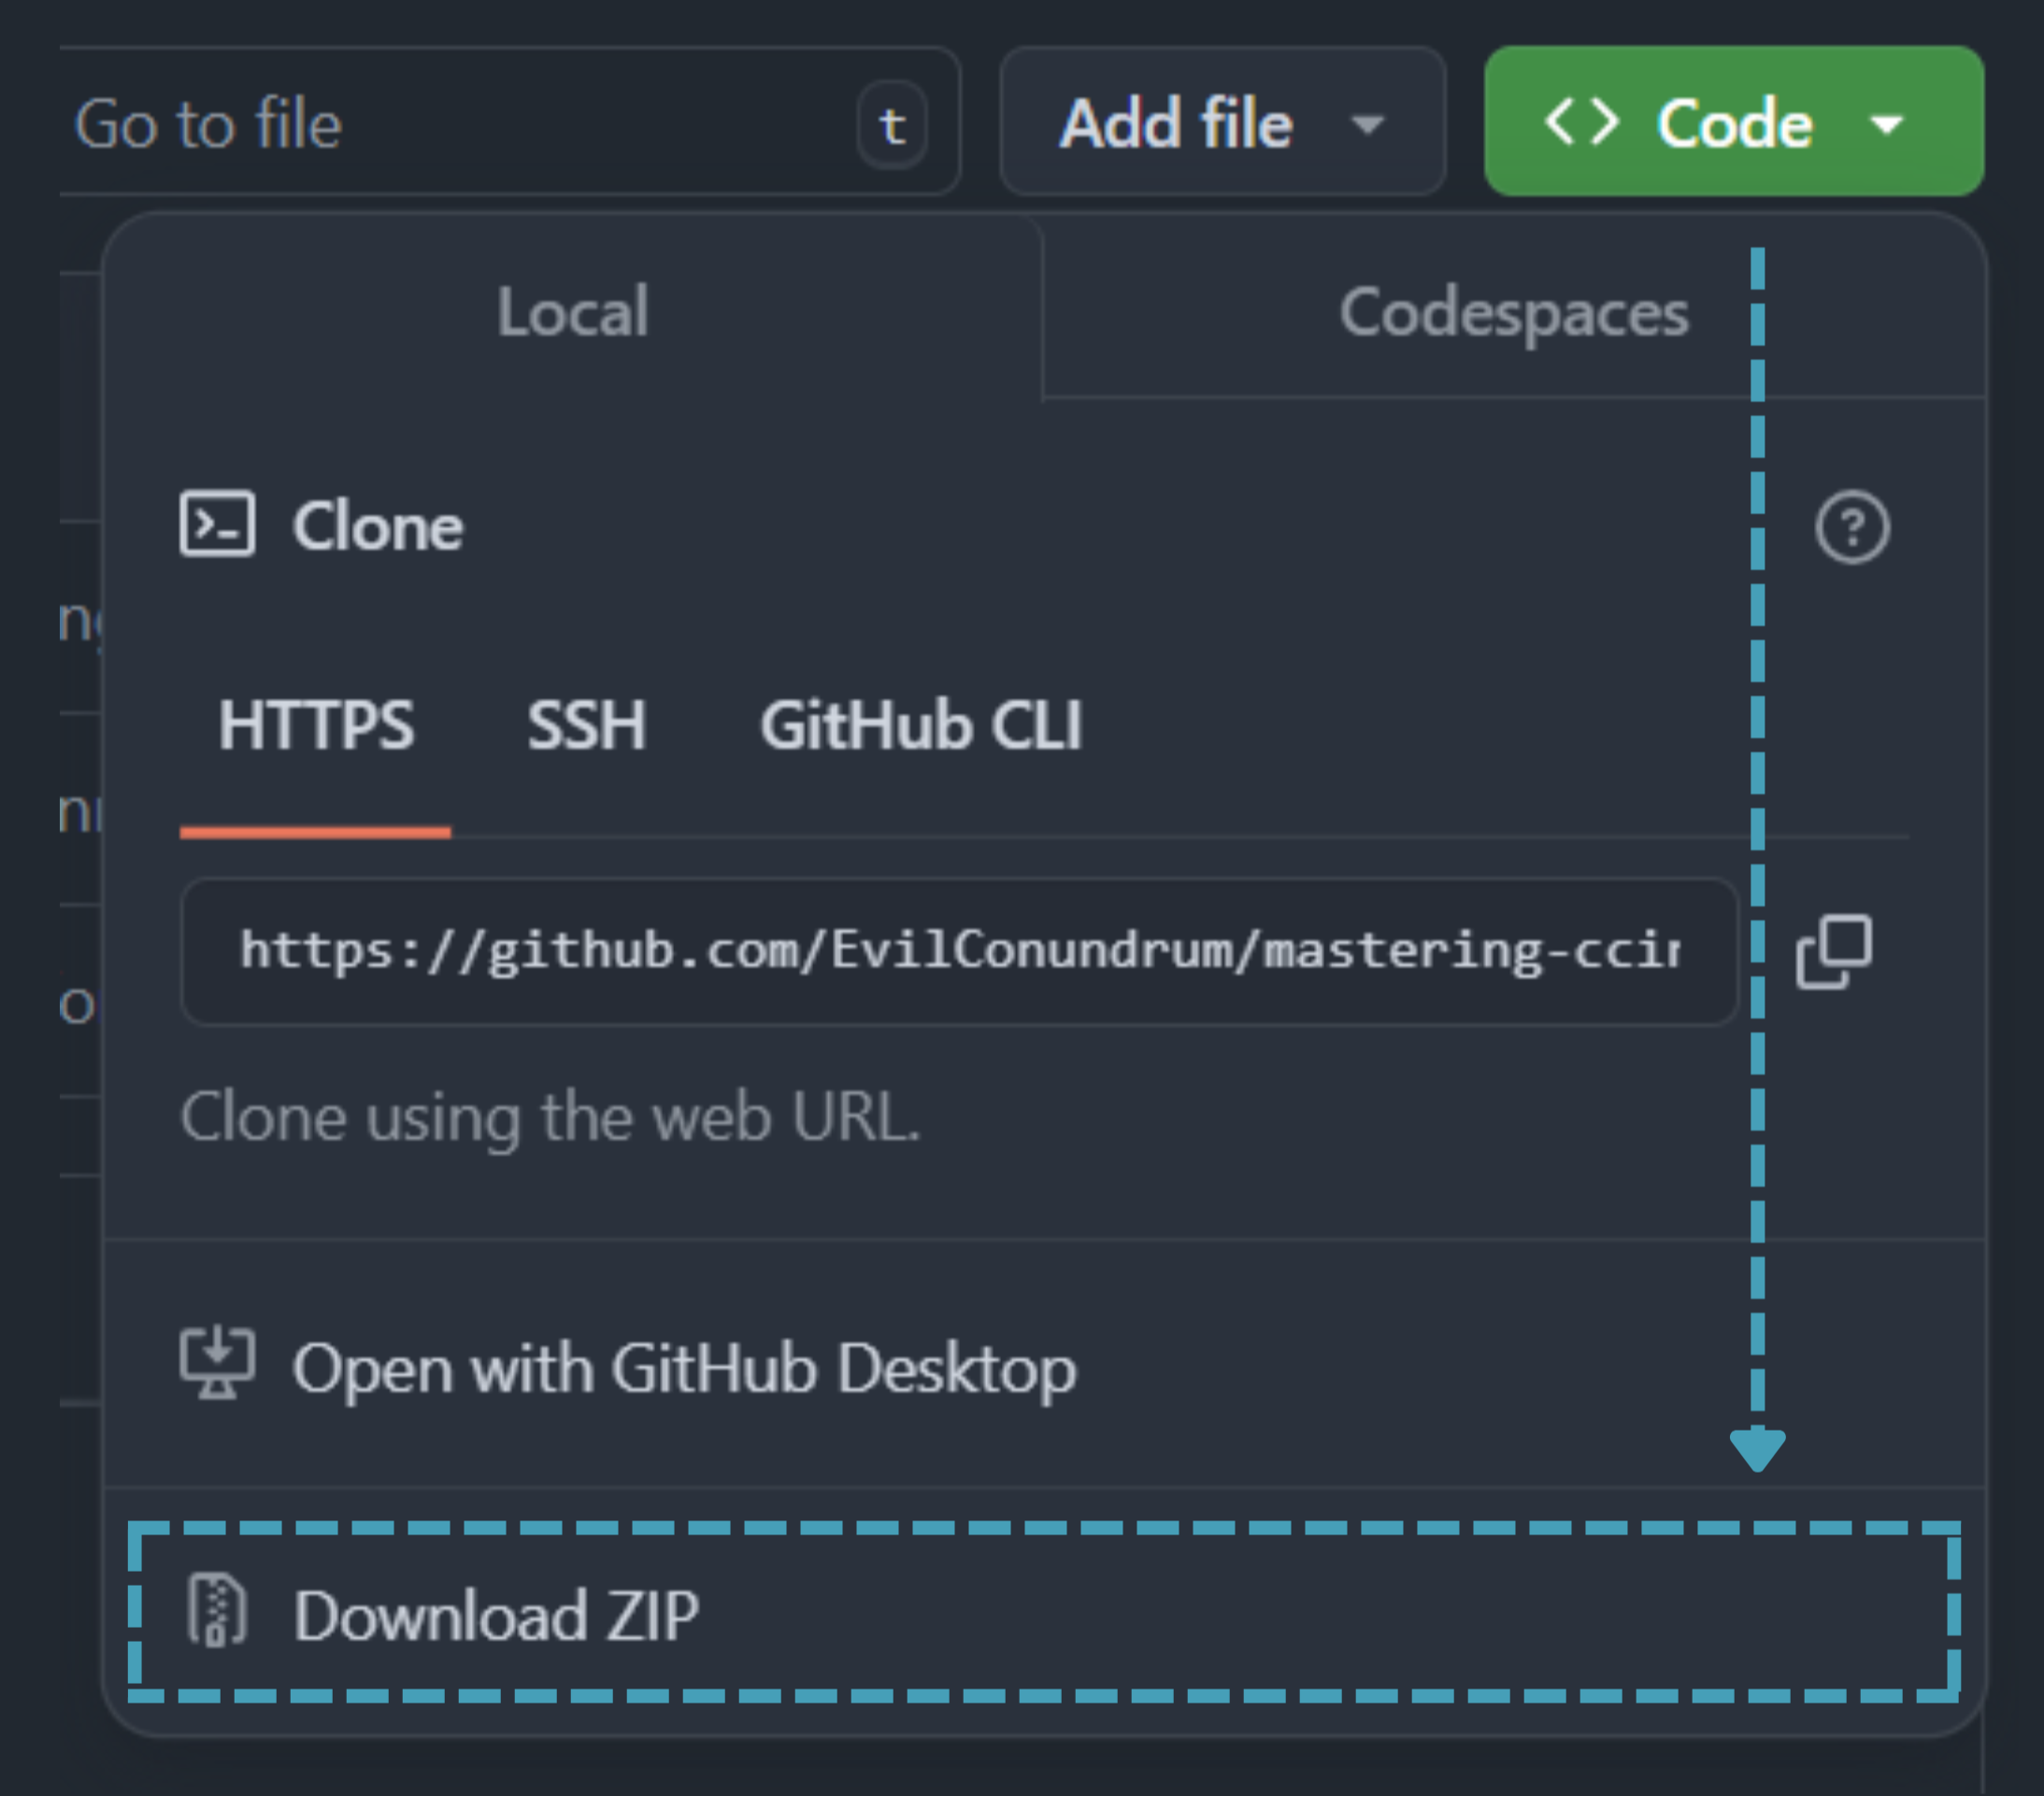 Go to file t Add file <> Code
Local Codespaces
Clone
HTTPS SSH GitHub CLI
https://github.com/EvilConundrum/mastering-cci
Clone using the web URL.
Open with GitHub Desktop
Download ZIP